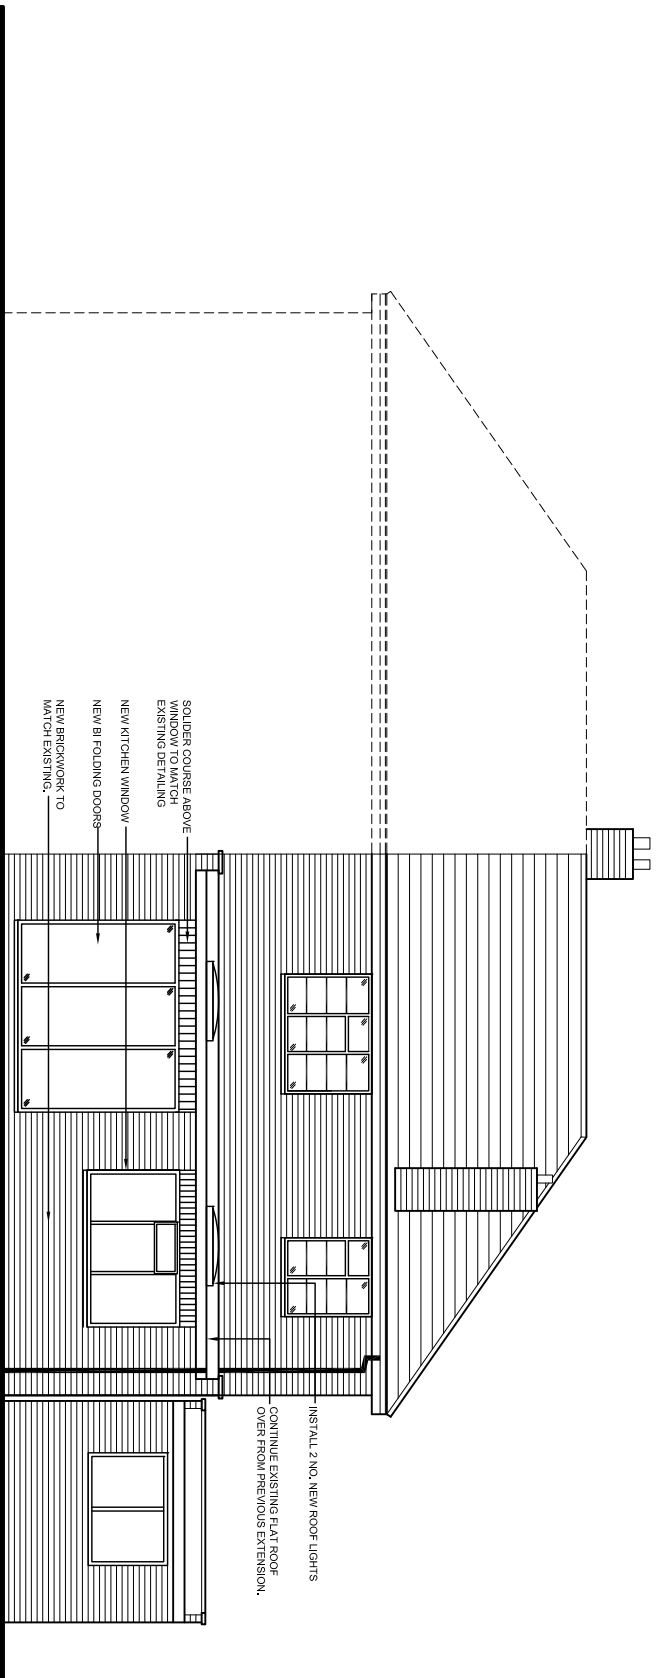 SOLIDER COURSE ABOVE
WINDOW TO MATCH
EXISTING DETAILING
NEW KITCHEN WINDOW
NEW BI FOLDING DOORS
NEW BRICKWORK TO
MATCH EXISTING.
INSTALL 2 NO. NEW ROOF LIGHTS
CONTINUE EXISTING FLAT ROOF
OVER FROM PREVIOUS EXTENSION.